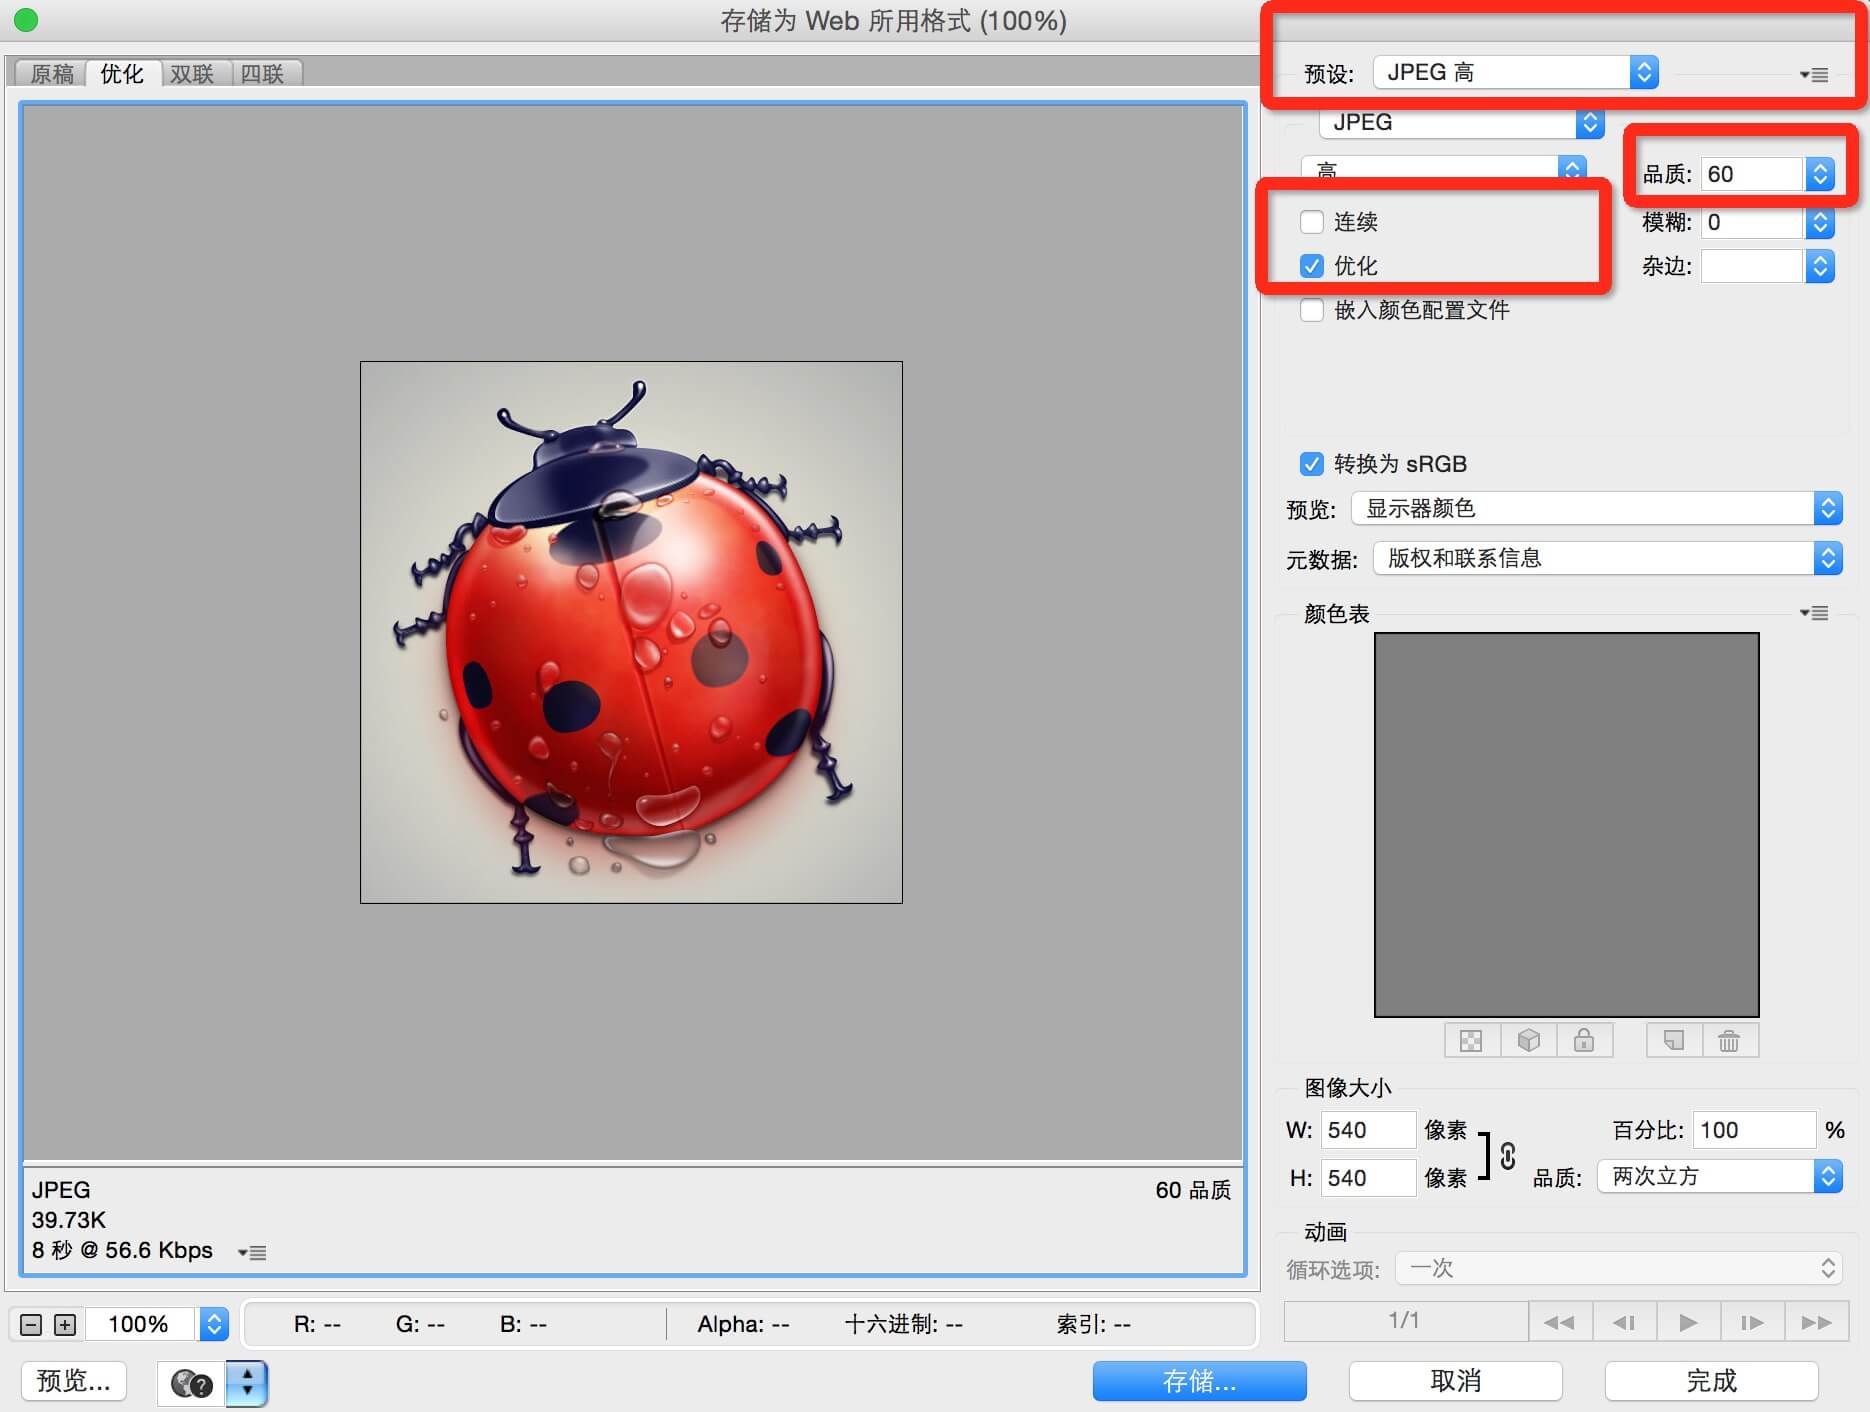 存储为 Web 所用格式 (100%)
原稿 优化 双联 四联
预设: JPEG 高
JPEG
高
品质: 60
连续
模糊: 0
优化
杂边:
嵌入颜色配置文件
转换为 sRGB
预览: 显示器颜色
元数据: 版权和联系信息
颜色表
图像大小
W: 540 像素
百分比: 100 %
H: 540 像素
品质: 两次立方
动画
循环选项: 一次
1/1
JPEG
60 品质
39.73K
8 秒 @ 56.6 Kbps
100%
R: -- G: -- B: -- Alpha: -- 十六进制: -- 索引: --
预览... ? 存储... 取消 完成